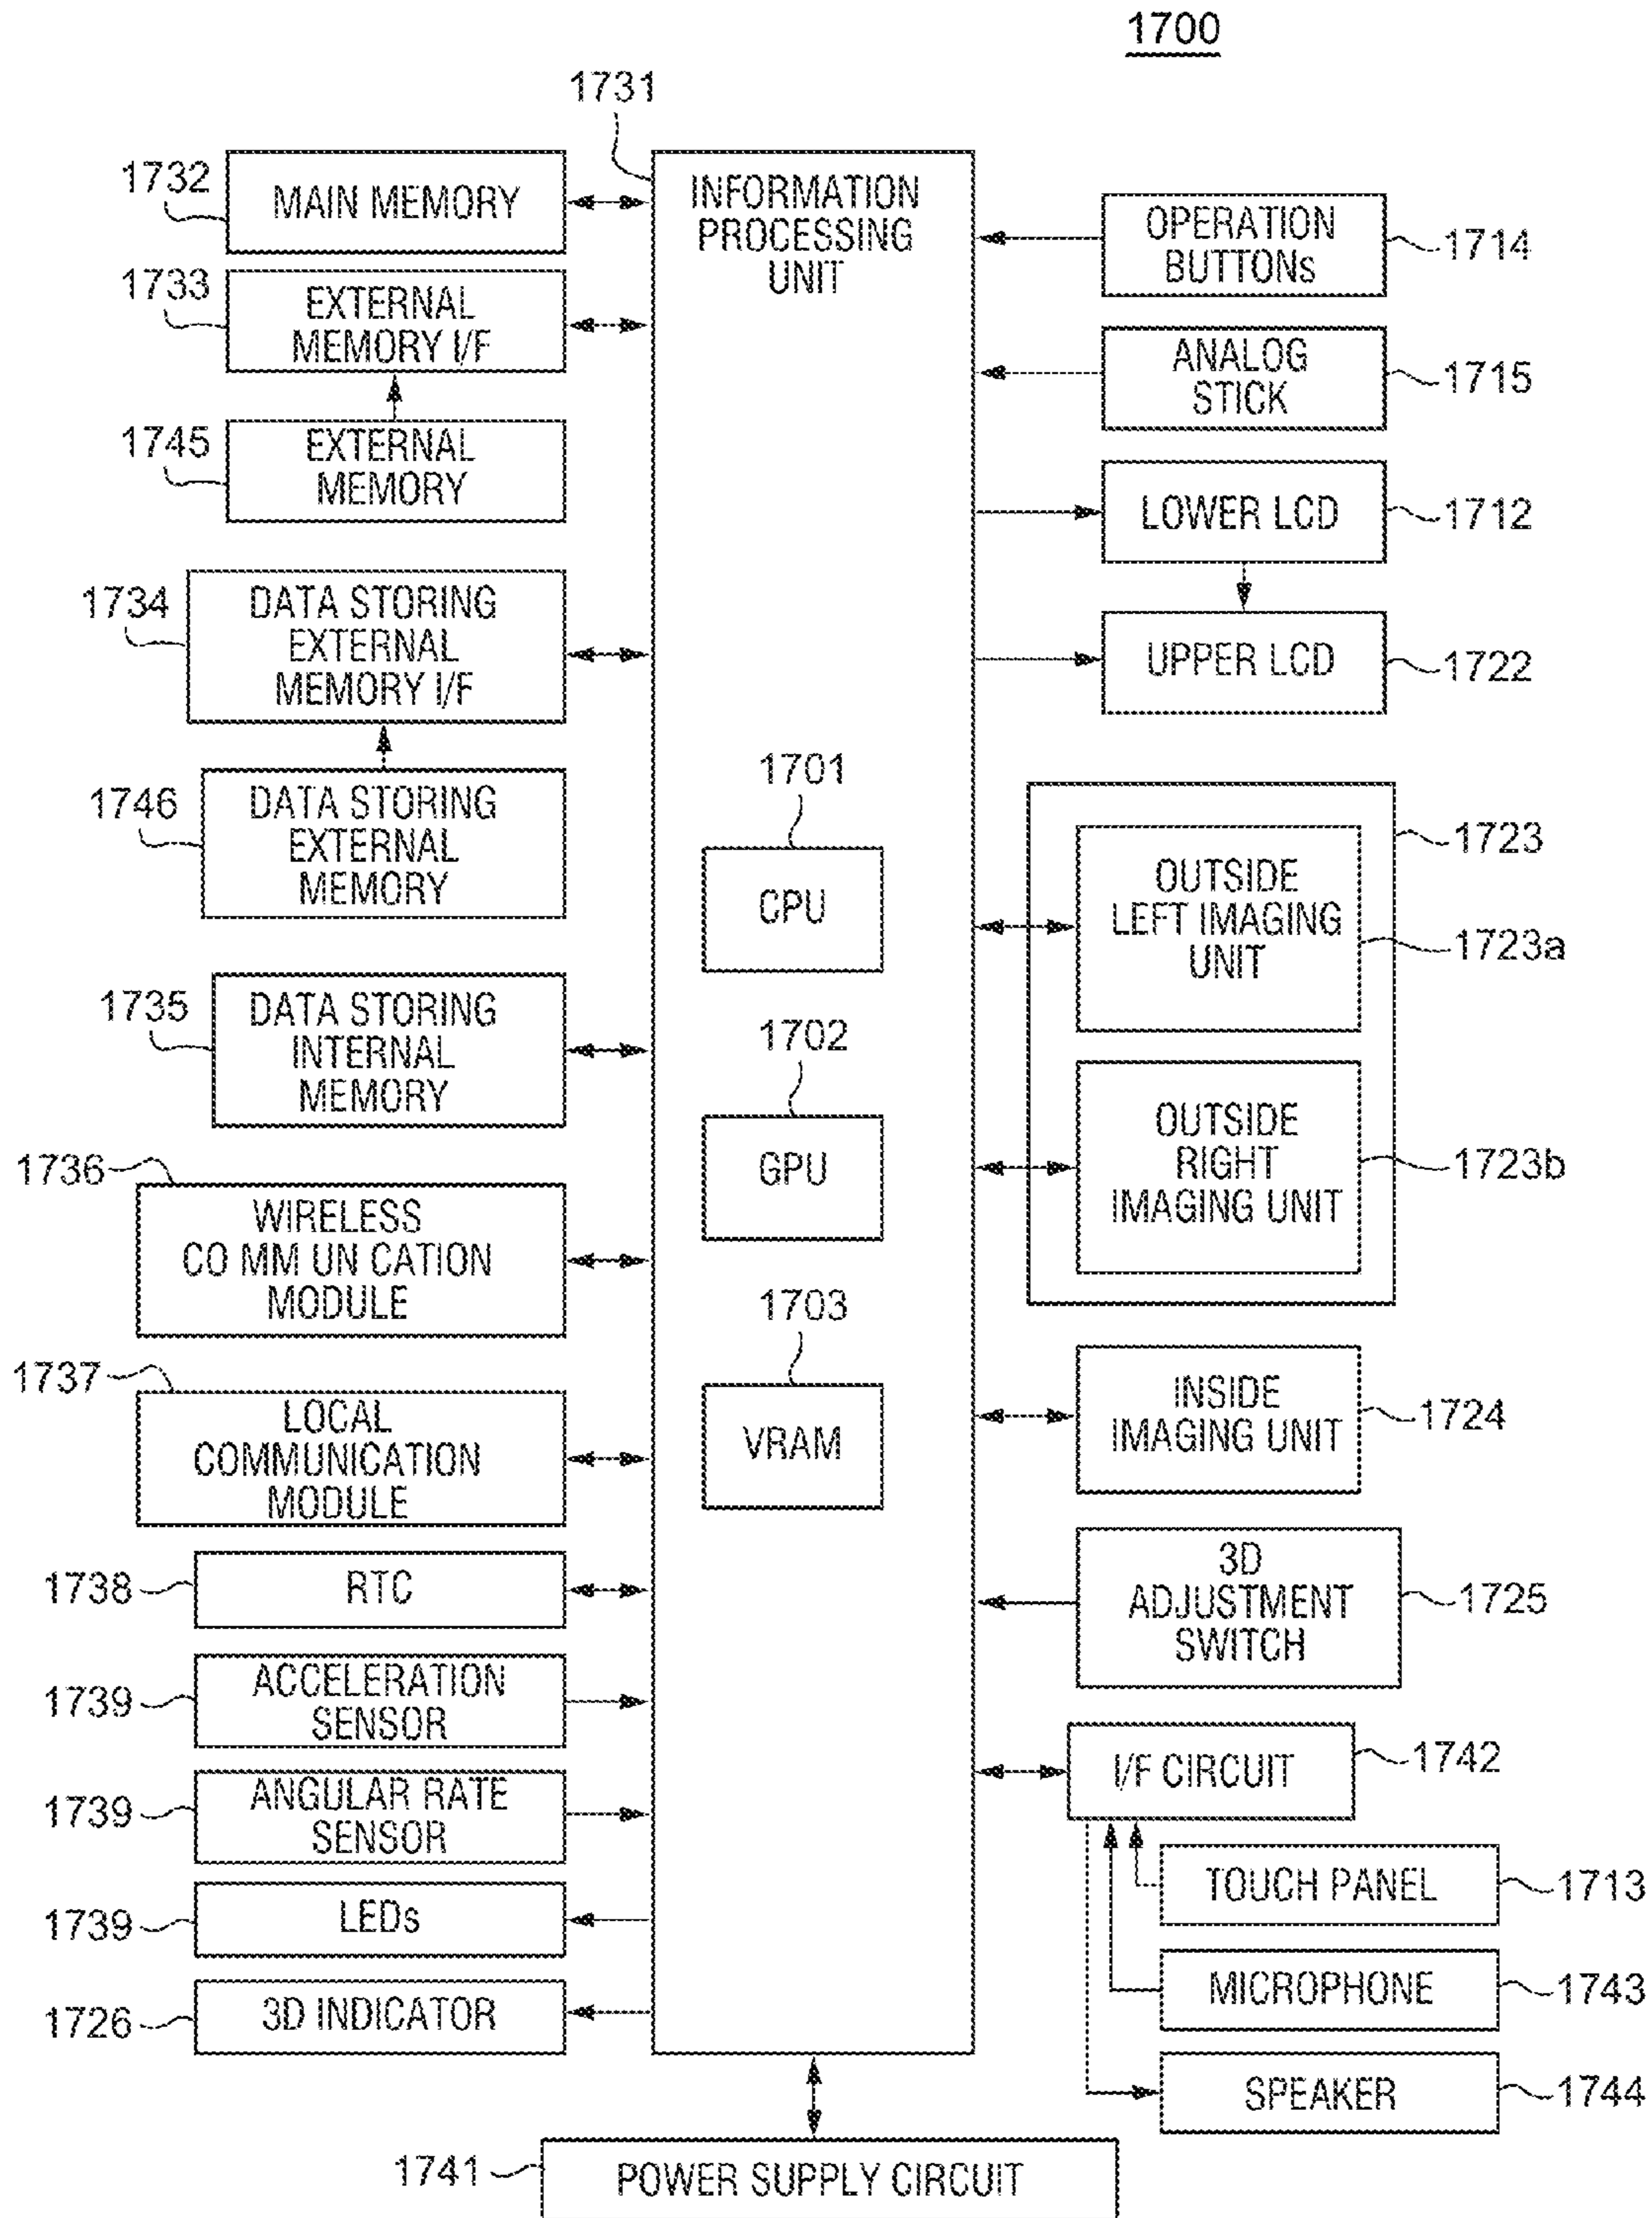 1700
1731
1732
MAIN MEMORY
1733
EXTERNAL
MEMORY I/F
1745
EXTERNAL
MEMORY
1734
DATA STORING
EXTERNAL
MEMORY I/F
1746
DATA STORING
EXTERNAL
MEMORY
1735
DATA STORING
INTERNAL
MEMORY
1736
WIRELESS
CO MM UN CATION
MODULE
1737
LOCAL
COMMUNICATION
MODULE
1738
RTC
1739
ACCELERATION
SENSOR
1739
ANGULAR RATE
SENSOR
1739
LEDs
1726
3D INDICATOR
INFORMATION
PROCESSING
UNIT
1701
CPU
1702
GPU
1703
VRAM
OPERATION
BUTTONs
1714
ANALOG
STICK
1715
LOWER LCD
1712
UPPER LCD
1722
1723
OUTSIDE
LEFT IMAGING
UNIT
1723a
OUTSIDE
RIGHT
IMAGING UNIT
1723b
INSIDE
IMAGING UNIT
1724
3D
ADJUSTMENT
SWITCH
1725
I/F CIRCUIT
1742
TOUCH PANEL
1713
MICROPHONE
1743
SPEAKER
1744
1741
POWER SUPPLY CIRCUIT